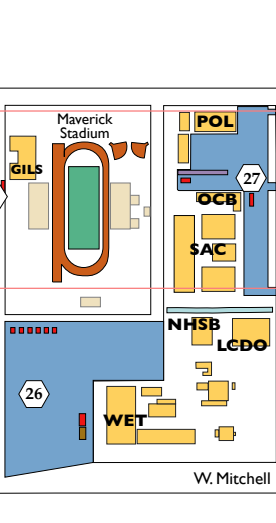 POL
Maverick
Stadium
GILS
27
OCB
SAC
NHSB
LCDO
26
WET
W. Mitchell